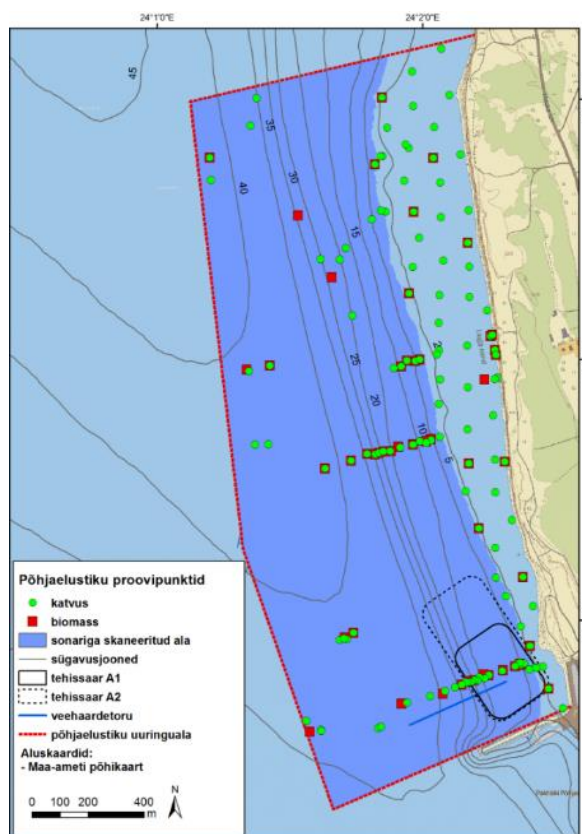 24°1'0"E
24°2'0"E
45
35
40
30
15
25
20
10
2
5
Põhjaelustiku proovipunktid
katvus
biomass
sonariga skaneeritud ala
sügavusjooned
tehissaar A1
tehissaar A2
veehaardetoru
põhjaelustiku uuringuala
Aluskaardid:
- Maa-ameti põhikaart
N
0 100 200 400
m